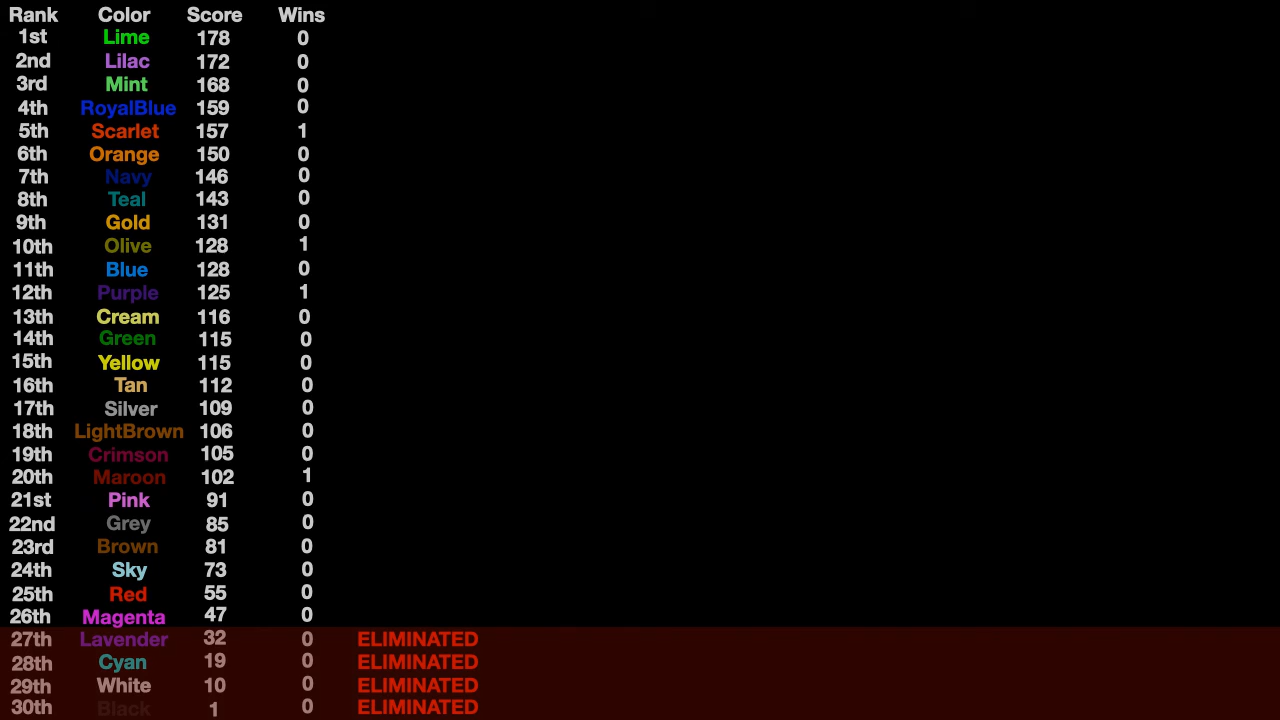 Rank Color Score Wins
1st Lime 178 0
2nd Lilac 172 0
3rd Mint 168 0
4th RoyalBlue 159 0
5th Scarlet 157 1
6th Orange 150 0
7th Navy 146 0
8th Teal 143 0
9th Gold 131 0
10th Olive 128 1
11th Blue 128 0
12th Purple 125 1
13th Cream 116 0
14th Green 115 0
15th Yellow 115 0
16th Tan 112 0
17th Silver 109 0
18th LightBrown 106 0
19th Crimson 105 0
20th Maroon 102 1
21st Pink 91 0
22nd Grey 85 0
23rd Brown 81 0
24th Sky 73 0
25th Red 55 0
26th Magenta 47 0
27th Lavender 32 0 ELIMINATED
28th Cyan 19 0 ELIMINATED
29th White 10 0 ELIMINATED
30th Black 1 0 ELIMINATED